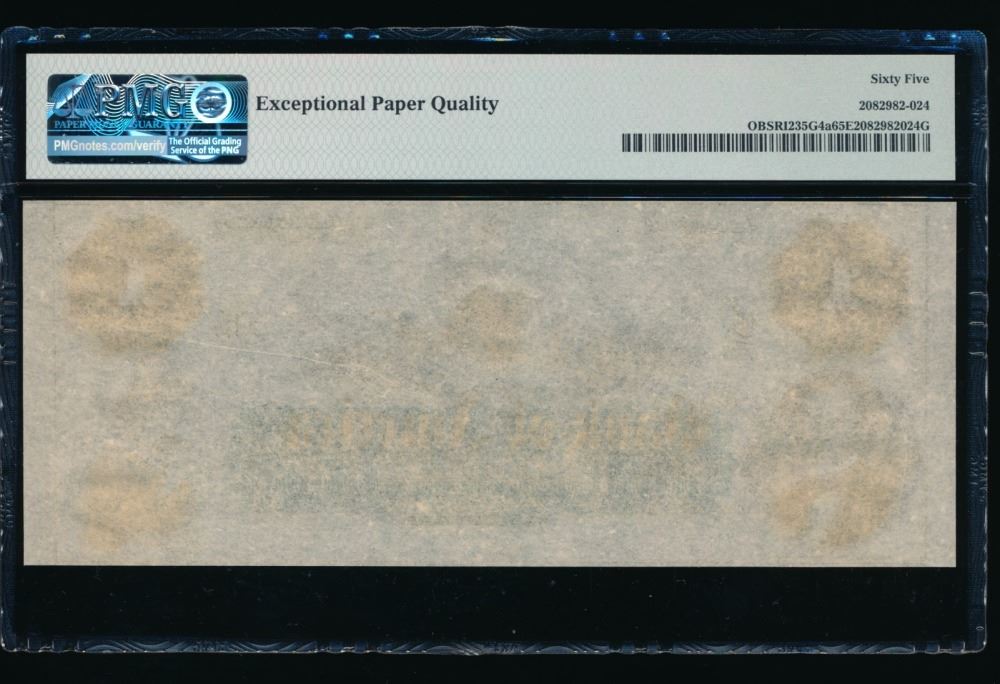 PMG
PAPER MONEY GUARANTY
PMGnotes.com/verify
The Official Grading
Service of the PNG
Exceptional Paper Quality
Sixty Five
2082982-024
OBSRI235G4a65E2082982024G